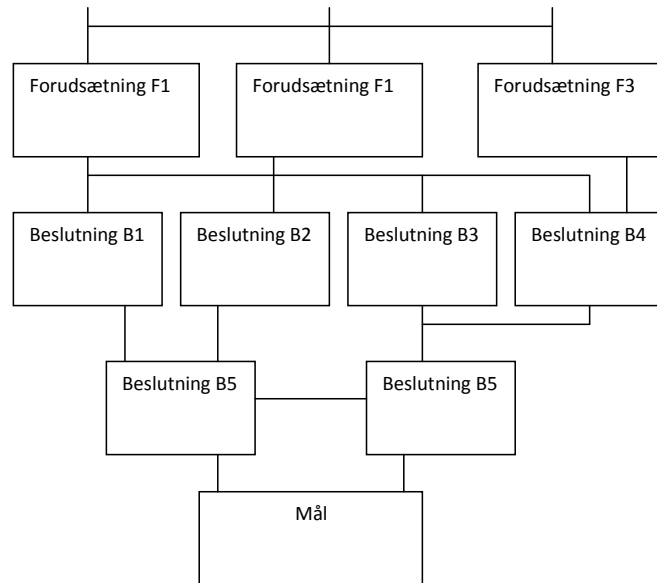 Forudsætning F1
Forudsætning F1
Forudsætning F3
Beslutning B1
Beslutning B2
Beslutning B3
Beslutning B4
Beslutning B5
Beslutning B5
Mål